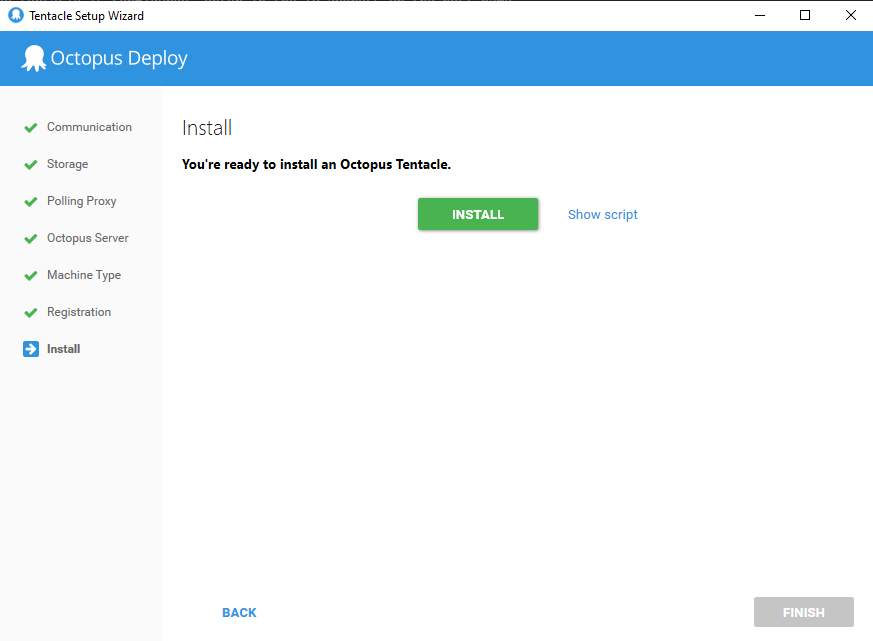 Tentacle Setup Wizard
Octopus Deploy
Communication
Storage
Polling Proxy
Octopus Server
Machine Type
Registration
Install
Install
You're ready to install an Octopus Tentacle.
INSTALL Show script
BACK FINISH